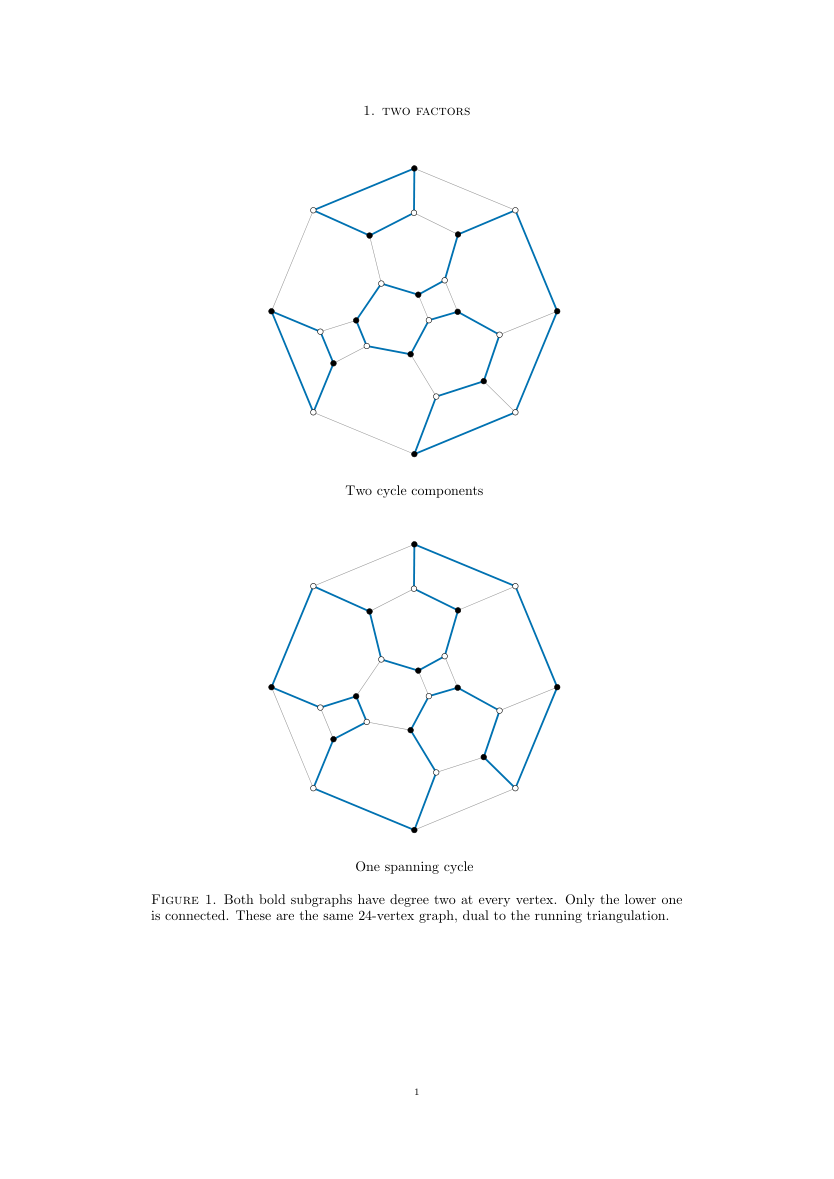 1. TWO FACTORS
Two cycle components
One spanning cycle
FIGURE 1. Both bold subgraphs have degree two at every vertex. Only the lower one
is connected. These are the same 24-vertex graph, dual to the running triangulation.
1